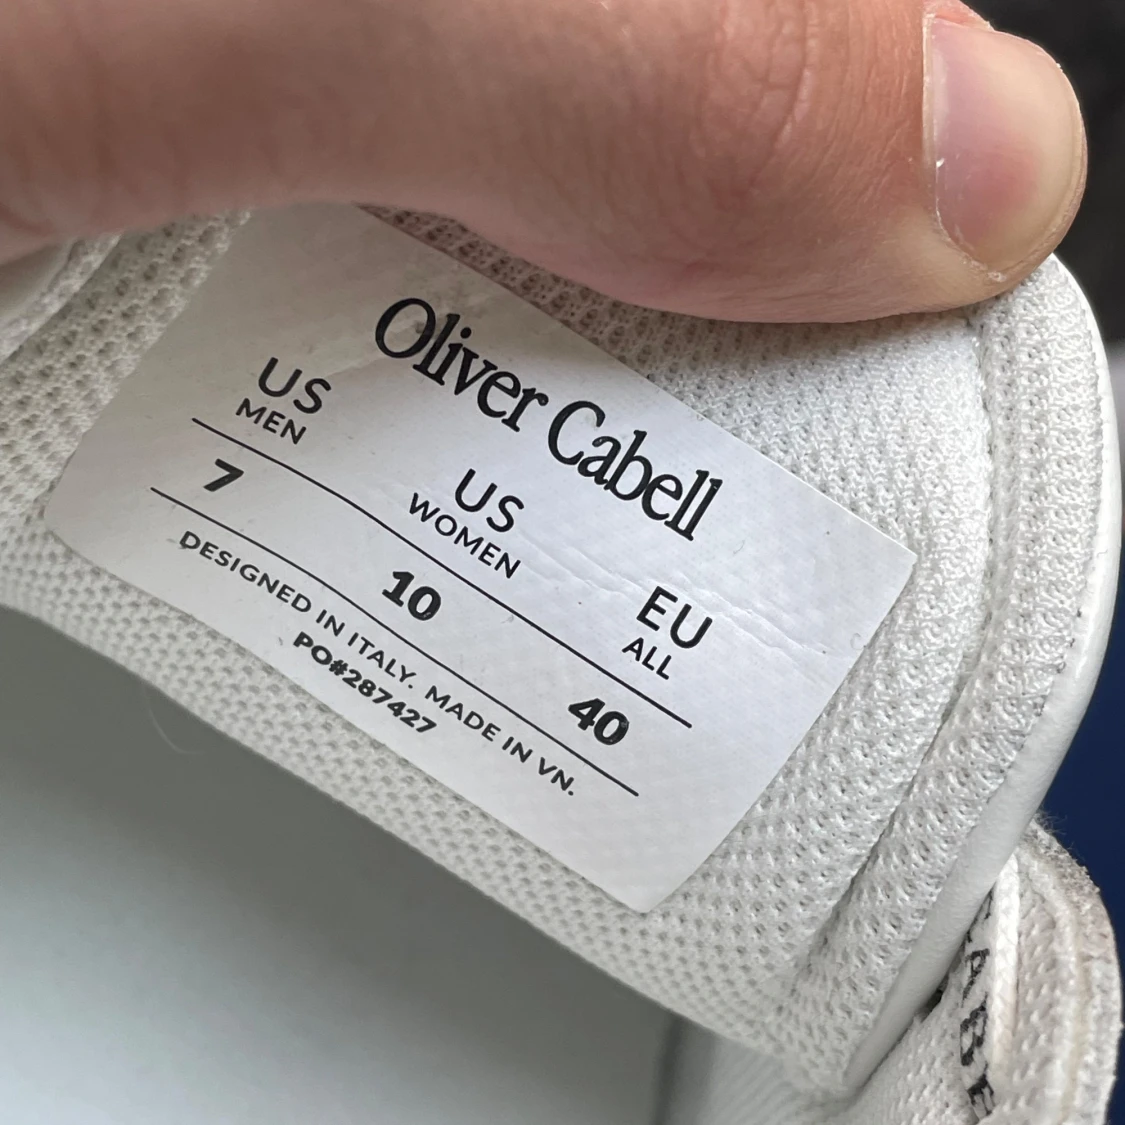 Oliver Cabell
US MEN
US WOMEN
EU ALL
7
10
40
DESIGNED IN ITALY. MADE IN VN.
PO#287427